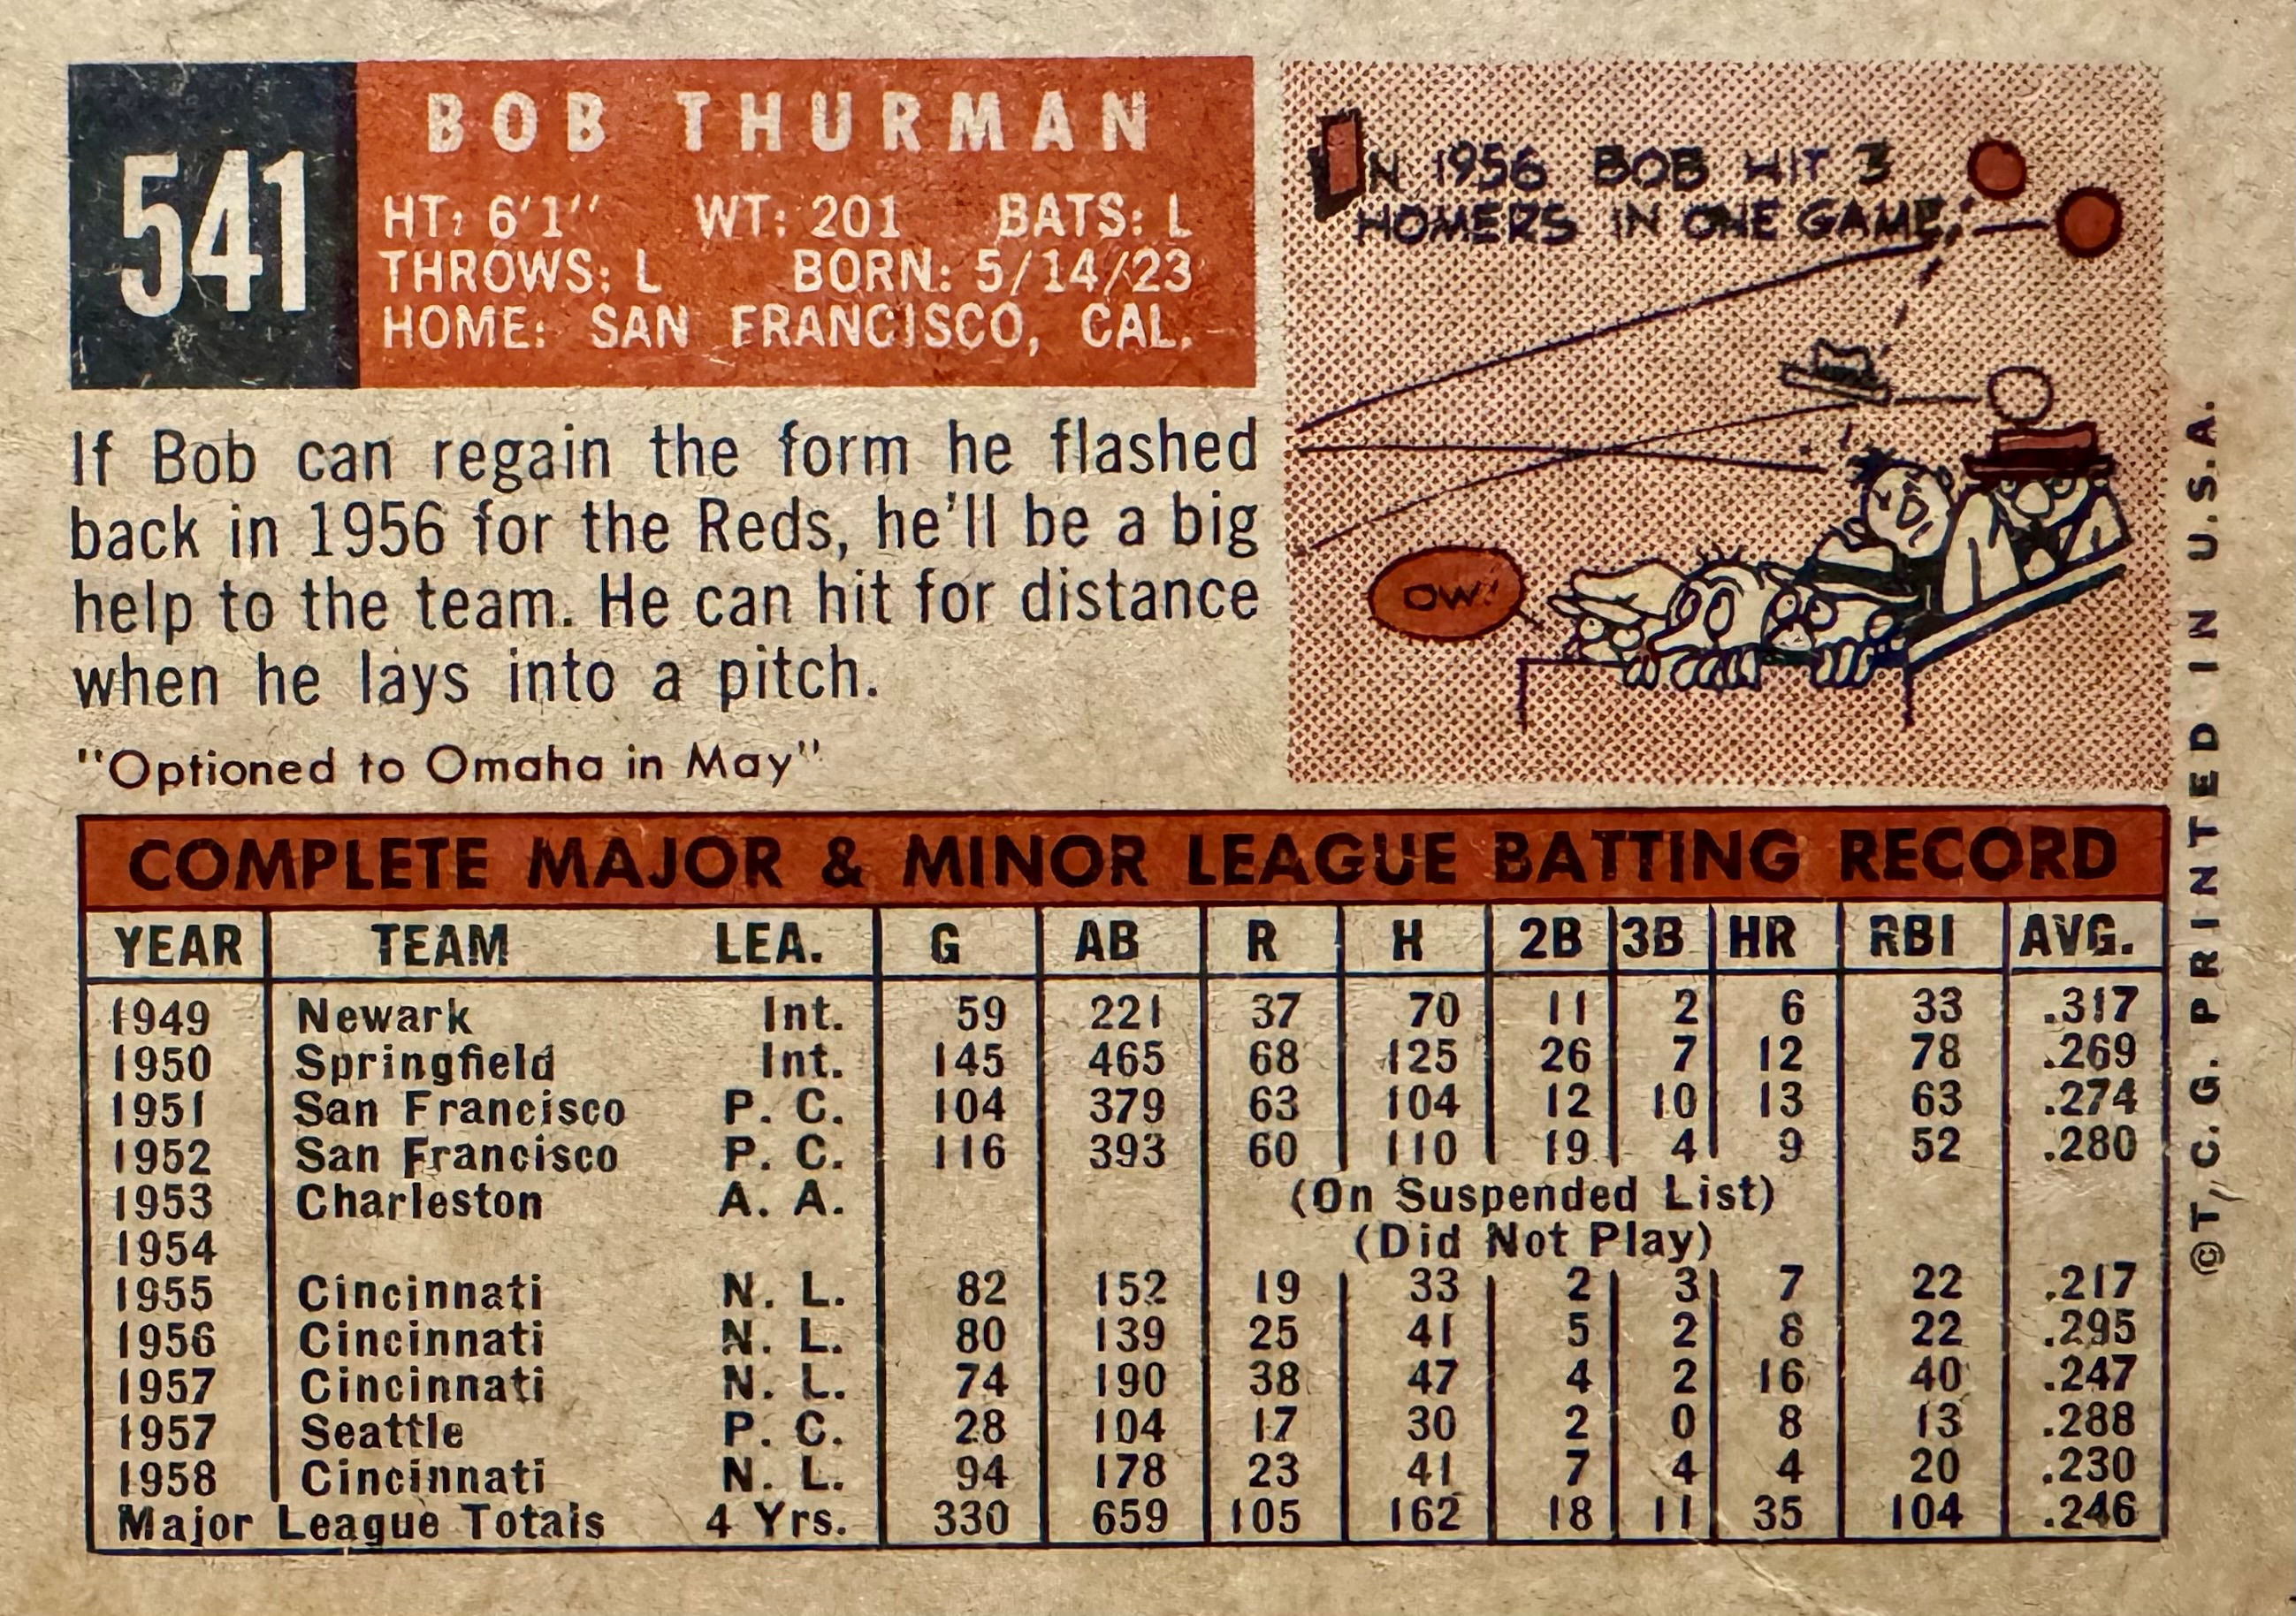 541
BOB THURMAN
HT: 6'1" WT: 201 BATS: L
THROWS: L BORN: 5/14/23
HOME: SAN FRANCISCO, CAL.
IN 1956 BOB HIT 3
HOMERS IN ONE GAME.
OW!
If Bob can regain the form he flashed
back in 1956 for the Reds, he'll be a big
help to the team. He can hit for distance
when he lays into a pitch.
"Optioned to Omaha in May"
COMPLETE MAJOR & MINOR LEAGUE BATTING RECORD
YEAR TEAM LEA. G AB R H 2B 3B HR RBI AVG.
1949 Newark Int. 59 221 37 70 11 2 6 33 .317
1950 Springfield Int. 145 465 68 125 26 7 12 78 .269
1951 San Francisco P. C. 104 379 63 104 12 10 13 63 .274
1952 San Francisco P. C. 116 393 60 110 19 4 9 52 .280
1953 Charleston A. A. (On Suspended List)
1954 (Did Not Play)
1955 Cincinnati N. L. 82 152 19 33 2 3 7 22 .217
1956 Cincinnati N. L. 80 139 25 41 5 2 8 22 .295
1957 Cincinnati N. L. 74 190 38 47 4 2 16 40 .247
1957 Seattle P. C. 28 104 17 30 2 0 8 13 .288
1958 Cincinnati N. L. 94 178 23 41 7 4 4 20 .230
Major League Totals 4 Yrs. 330 659 105 162 18 11 35 104 .246
©T. C. G. PRINTED IN U.S.A.